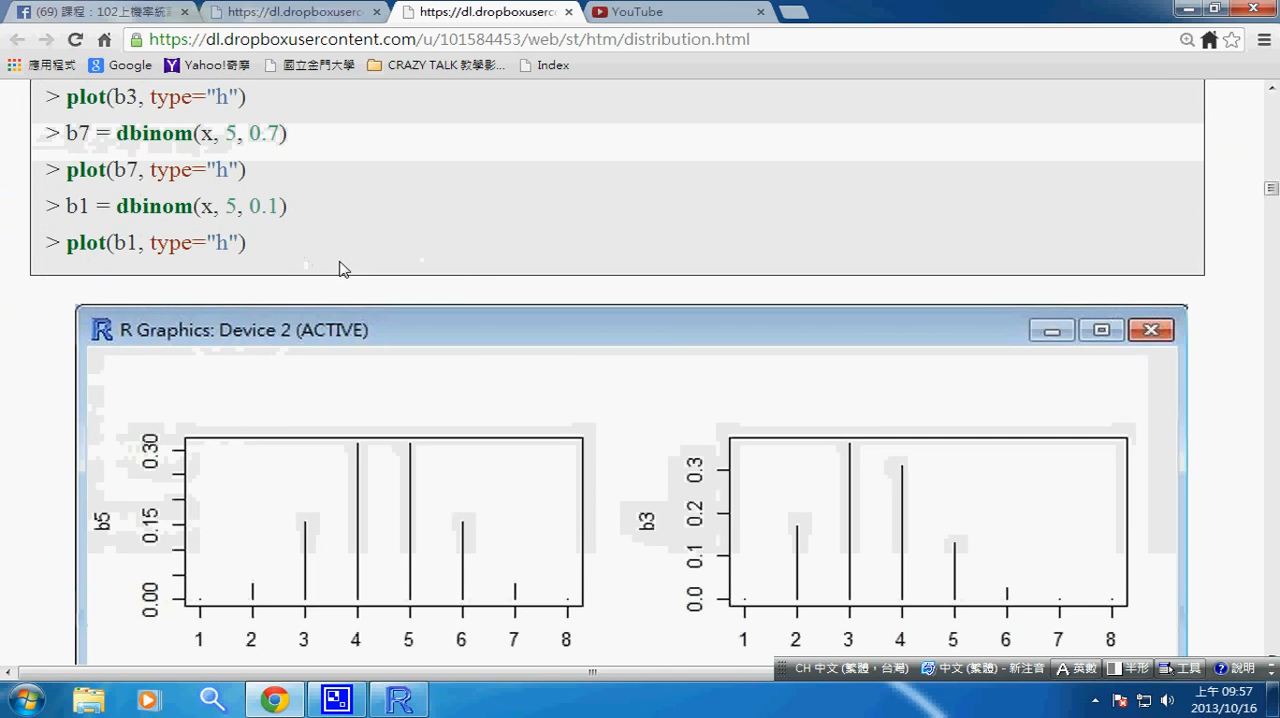 (69) 課程：102上機率統計
https://dl.dropboxuserco
https://dl.dropboxuserc
YouTube
https://dl.dropboxusercontent.com/u/101584453/web/st/htm/distribution.html
應用程式 Google Yahoo!奇摩 國立金門大學 CRAZY TALK 教學影... Index
> plot(b3, type="h")
> b7 = dbinom(x, 5, 0.7)
> plot(b7, type="h")
> b1 = dbinom(x, 5, 0.1)
> plot(b1, type="h")
R Graphics: Device 2 (ACTIVE)
b5
0.00 0.15 0.30
1 2 3 4 5 6 7 8
b3
0.0 0.1 0.2 0.3
1 2 3 4 5 6 7 8
CH 中文 (繁體，台灣) 中文 (繁體) - 新注音 A 英數 半形 工具 說明
上午 09:57
2013/10/16